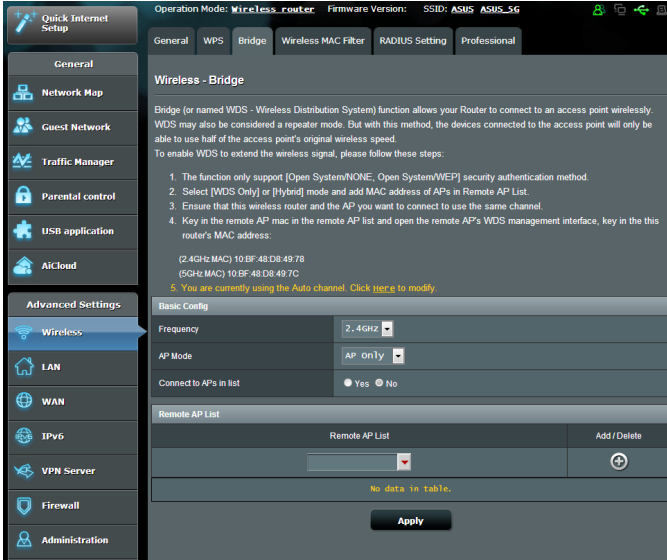 Quick Internet
Setup
General
Network Map
Guest Network
Traffic Manager
Parental control
USB application
AiCloud
Advanced Settings
Wireless
LAN
WAN
IPv6
VPN Server
Firewall
Administration
Operation Mode: Wireless router Firmware Version: SSID: ASUS ASUS_5G
General WPS Bridge Wireless MAC Filter RADIUS Setting Professional
Wireless - Bridge
Bridge (or named WDS - Wireless Distribution System) function allows your Router to connect to an access point wirelessly.
WDS may also be considered a repeater mode. But with this method, the devices connected to the access point will only be
able to use half of the access point's original wireless speed.
To enable WDS to extend the wireless signal, please follow these steps:
1. The function only support [Open System/NONE, Open System/WEP] security authentication method.
2. Select [WDS Only] or [Hybrid] mode and add MAC address of APs in Remote AP List.
3. Ensure that this wireless router and the AP you want to connect to use the same channel.
4. Key in the remote AP mac in the remote AP list and open the remote AP's WDS management interface, key in the this
router's MAC address:
(2.4GHz MAC) 10:BF:48:D8:49:78
(5GHz MAC) 10:BF:48:D8:49:7C
5. You are currently using the Auto channel. Click Here to modify.
Basic Config
Frequency 2.4GHz
AP Mode AP Only
Connect to APs in list Yes No
Remote AP List
Remote AP List Add / Delete
No data in table.
Apply